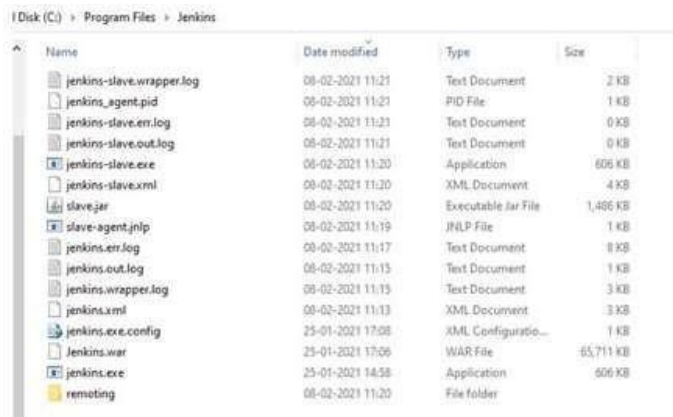 l Disk (C:) > Program Files > Jenkins
Name Date modified Type Size
jenkins-slave.wrapper.log 08-02-2021 11:21 Text Document 2 KB
jenkins_agent.pid 08-02-2021 11:21 PID File 1 KB
jenkins-slave.err.log 08-02-2021 11:21 Text Document 0 KB
jenkins-slave.out.log 08-02-2021 11:21 Text Document 0 KB
jenkins-slave.exe 08-02-2021 11:20 Application 606 KB
jenkins-slave.xml 08-02-2021 11:20 XML Document 4 KB
slave.jar 08-02-2021 11:20 Executable Jar File 1,486 KB
slave-agent.jnlp 08-02-2021 11:19 JNLP File 1 KB
jenkins.err.log 08-02-2021 11:17 Text Document 8 KB
jenkins.out.log 08-02-2021 11:15 Text Document 1 KB
jenkins.wrapper.log 08-02-2021 11:15 Text Document 3 KB
jenkins.xml 08-02-2021 11:13 XML Document 3 KB
jenkins.exe.config 25-01-2021 17:08 XML Configuratio... 1 KB
Jenkins.war 25-01-2021 17:06 WAR File 65,711 KB
jenkins.exe 25-01-2021 14:58 Application 606 KB
remoting 08-02-2021 11:20 File folder